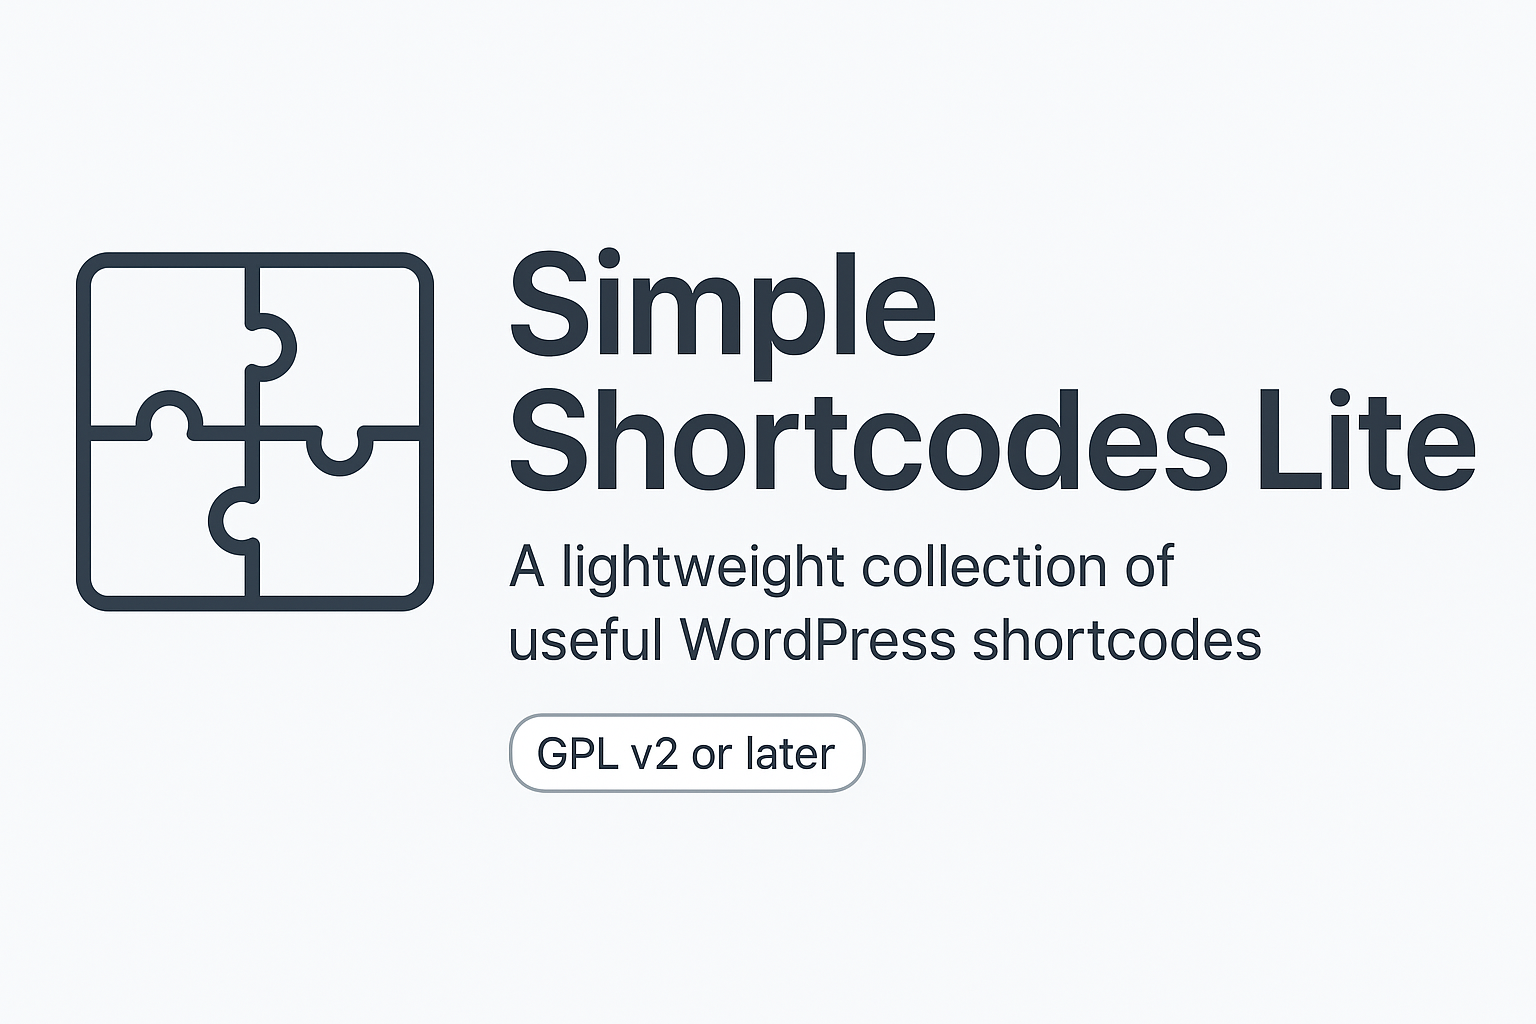 Simple
Shortcodes Lite
A lightweight collection of
useful WordPress shortcodes
GPL v2 or later